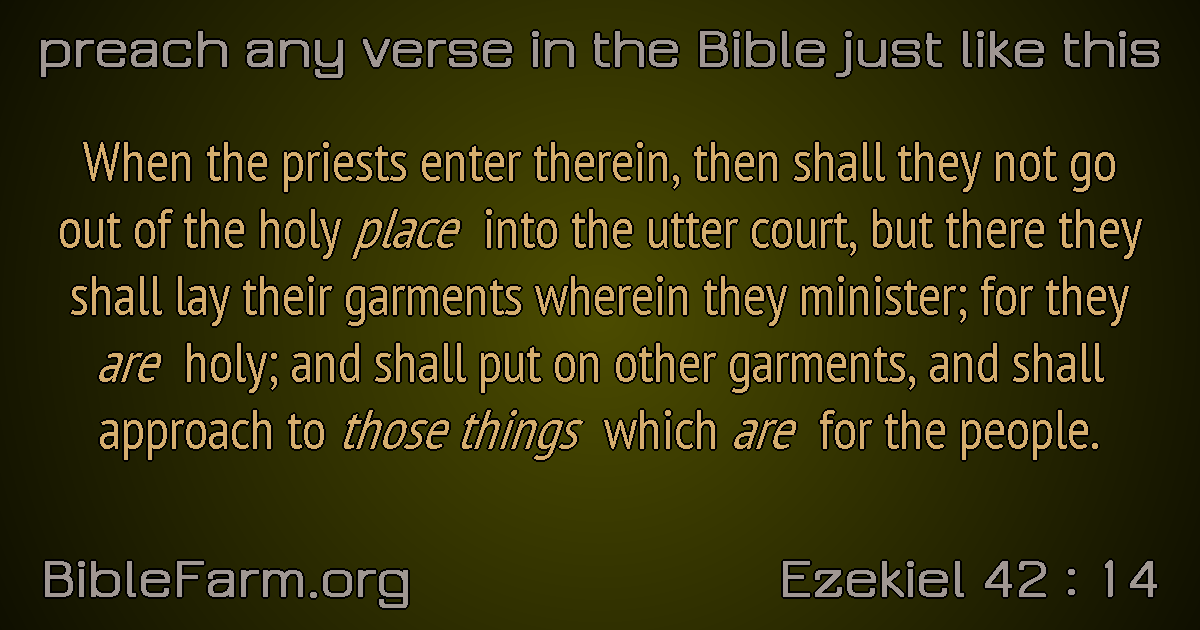 preach any verse in the Bible just like this
When the priests enter therein, then shall they not go
out of the holy place into the utter court, but there they
shall lay their garments wherein they minister; for they
are holy; and shall put on other garments, and shall
approach to those things which are for the people.
BibleFarm.org
Ezekiel 42 : 14